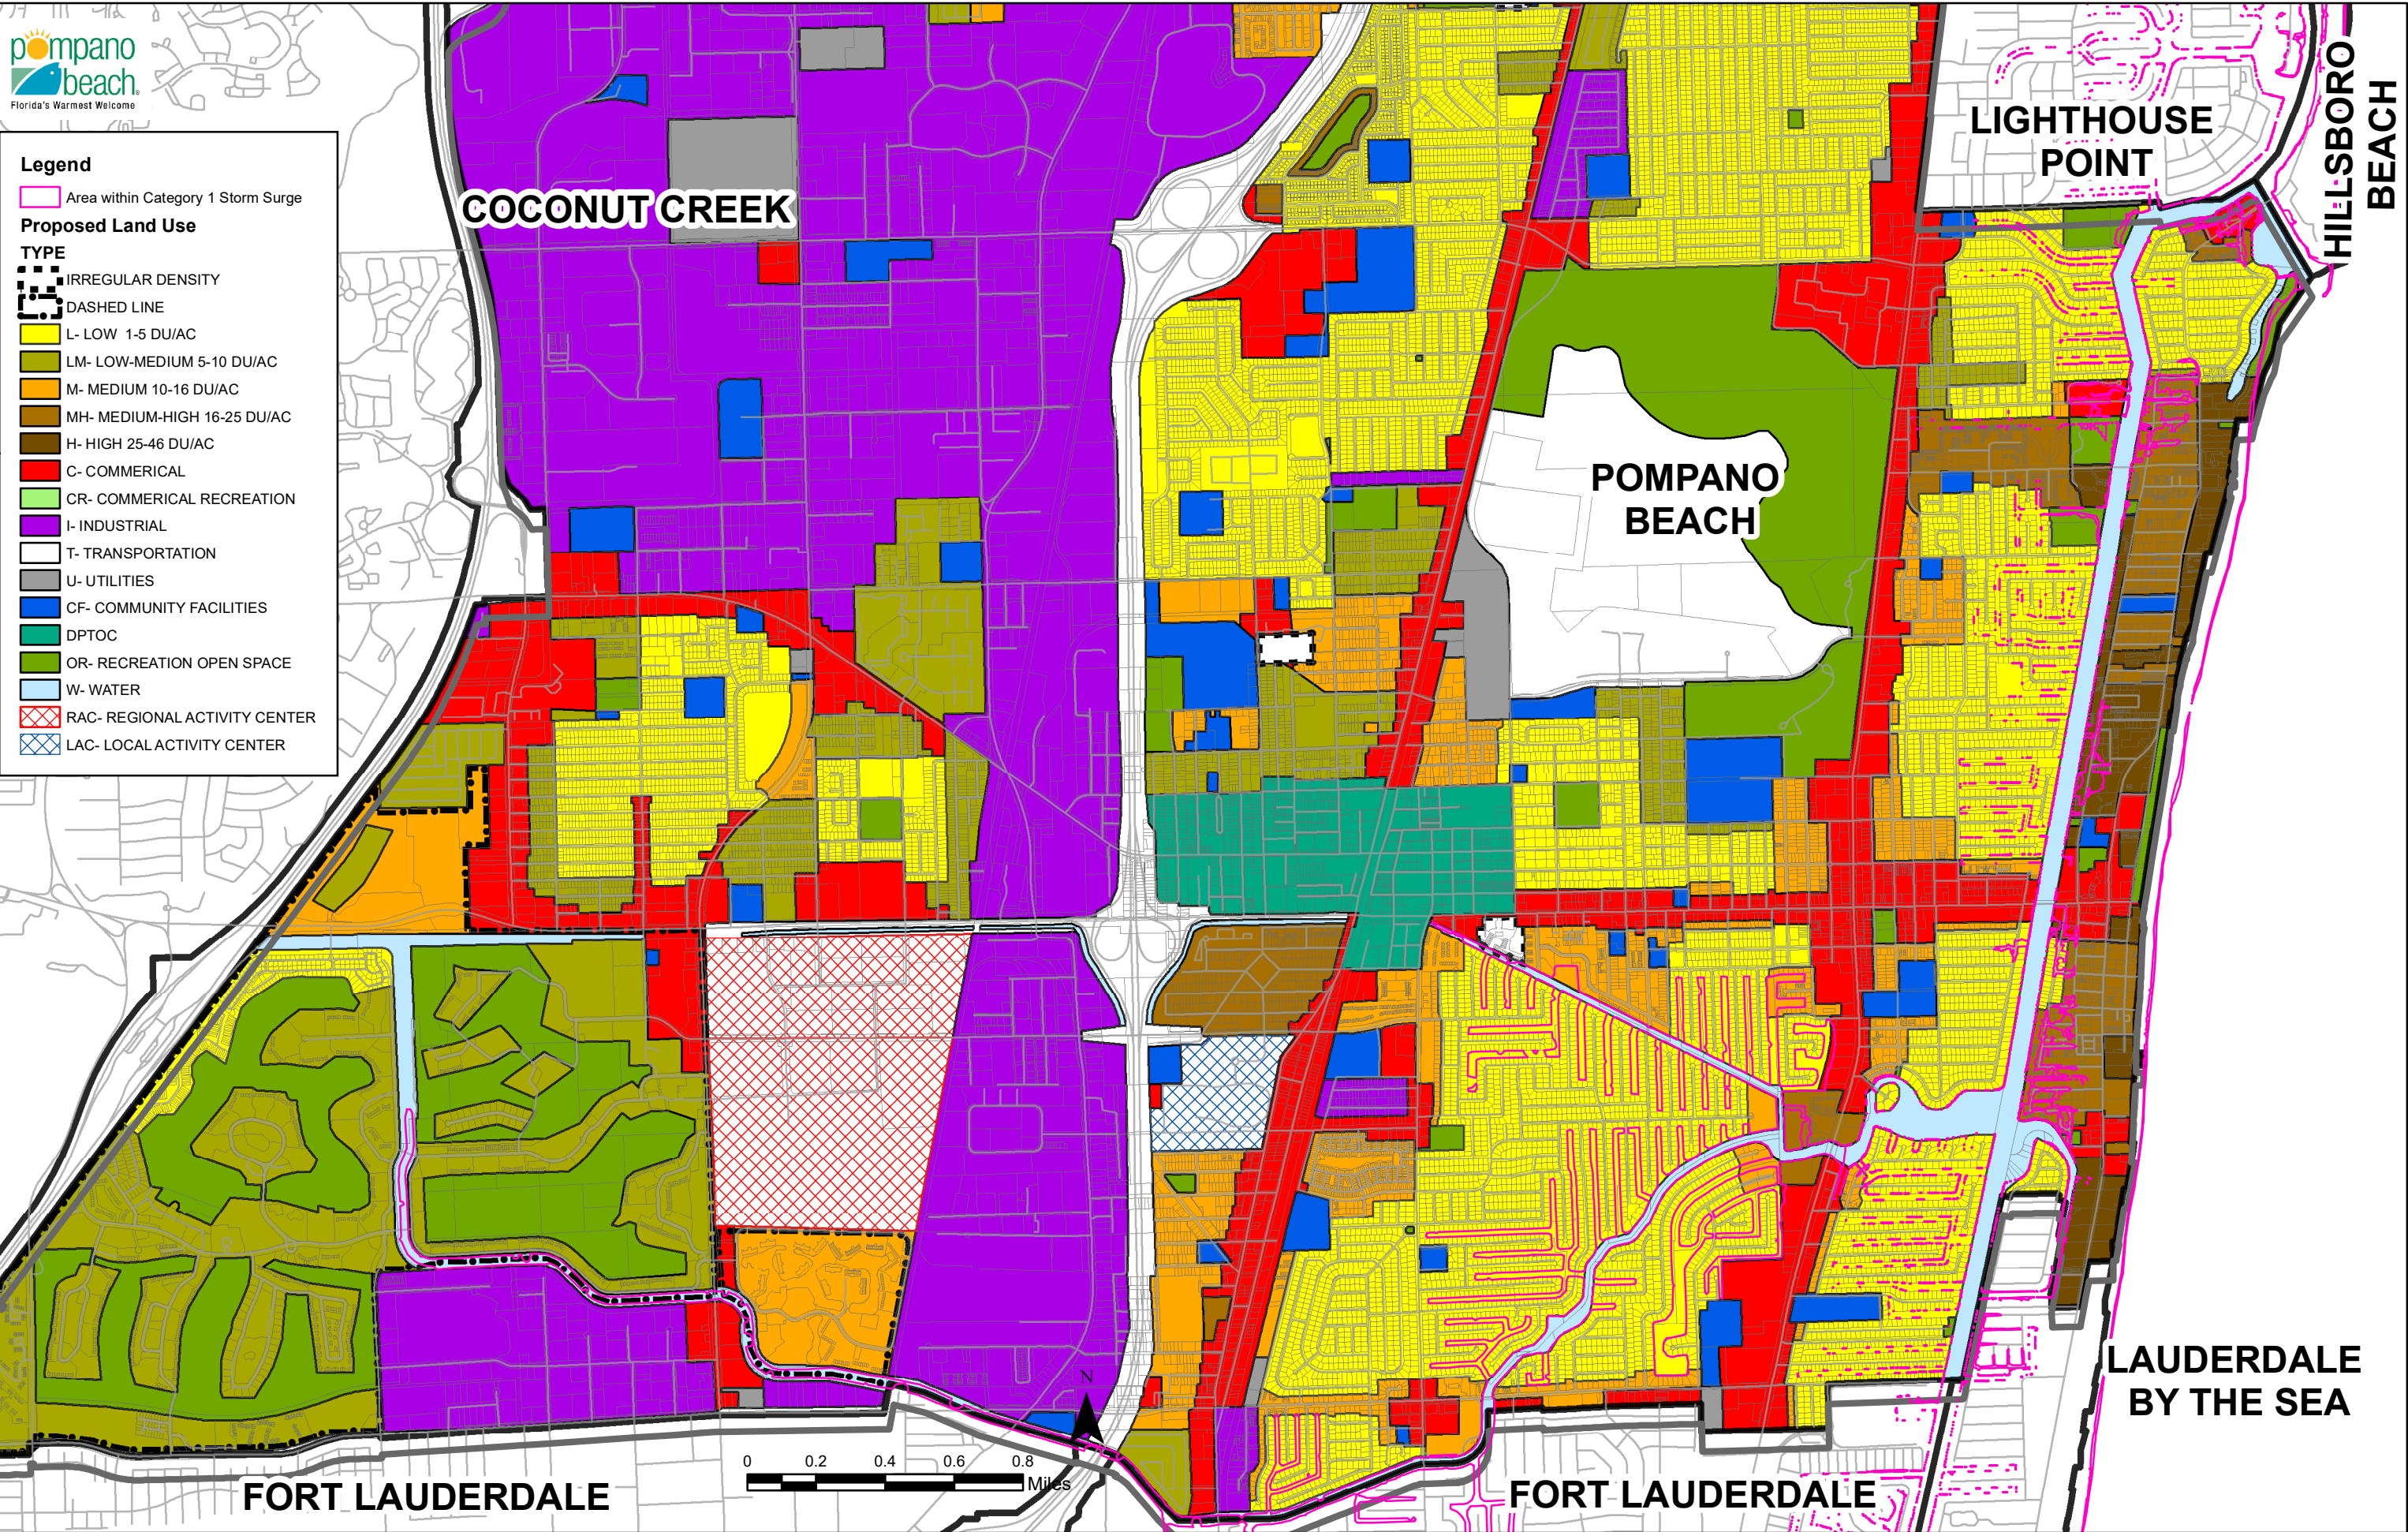 pompano
beach®
Florida's Warmest Welcome
Legend
Area within Category 1 Storm Surge
Proposed Land Use
TYPE
IRREGULAR DENSITY
DASHED LINE
L- LOW 1-5 DU/AC
LM- LOW-MEDIUM 5-10 DU/AC
M- MEDIUM 10-16 DU/AC
MH- MEDIUM-HIGH 16-25 DU/AC
H- HIGH 25-46 DU/AC
C- COMMERICAL
CR- COMMERICAL RECREATION
I- INDUSTRIAL
T- TRANSPORTATION
U- UTILITIES
CF- COMMUNITY FACILITIES
DPTOC
OR- RECREATION OPEN SPACE
W- WATER
RAC- REGIONAL ACTIVITY CENTER
LAC- LOCAL ACTIVITY CENTER
COCONUT CREEK
LIGHTHOUSE
POINT
HILLSBORO
BEACH
POMPANO
BEACH
LAUDERDALE
BY THE SEA
N
0 0.2 0.4 0.6 0.8
Miles
FORT LAUDERDALE
FORT LAUDERDALE